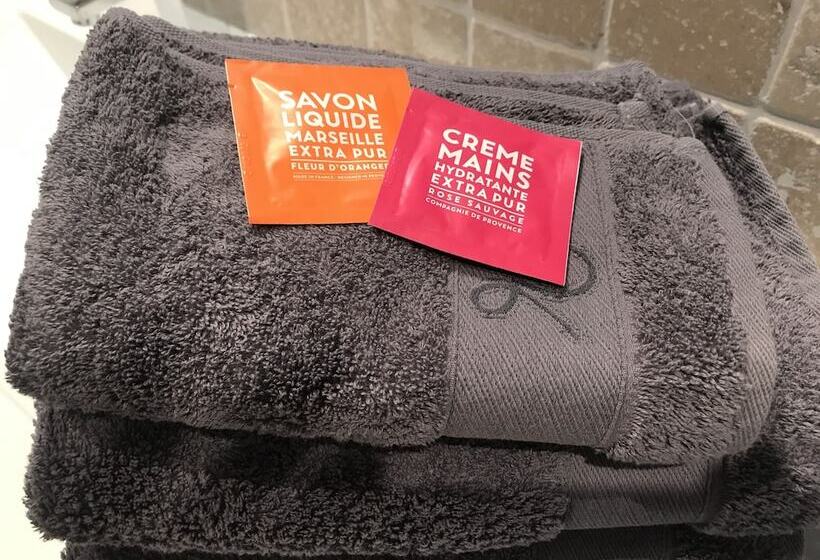 SAVON
LIQUIDE
MARSEILLE
EXTRA PUR
FLEUR D'ORANGER
CREME
MAINS
HYDRATANTE
EXTRA PUR
ROSE SAUVAGE
COMPAGNIE DE PROVENCE